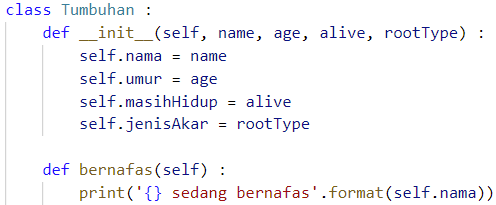 class Tumbuhan :
    def __init__(self, name, age, alive, rootType) :
        self.nama = name
        self.umur = age
        self.masihHidup = alive
        self.jenisAkar = rootType

    def bernafas(self) :
        print('{} sedang bernafas'.format(self.nama))